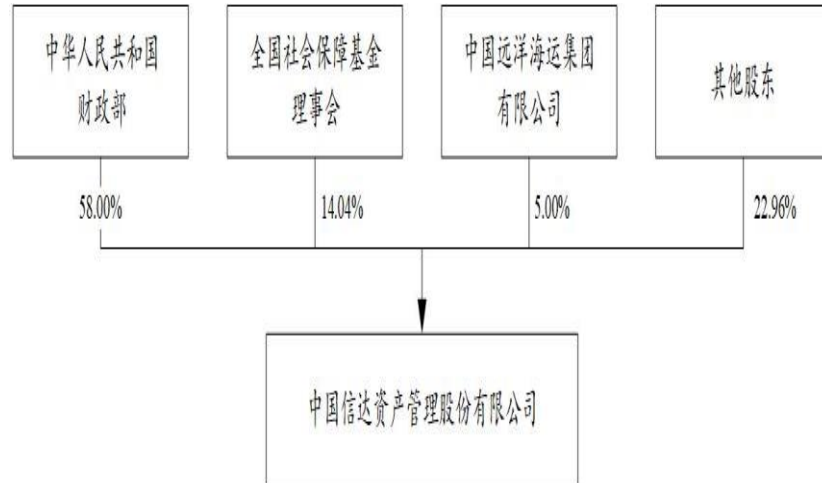 中华人民共和国
财政部
全国社会保障基金
理事会
中国远洋海运集团
有限公司
其他股东
58.00%
14.04%
5.00%
22.96%
中国信达资产管理股份有限公司